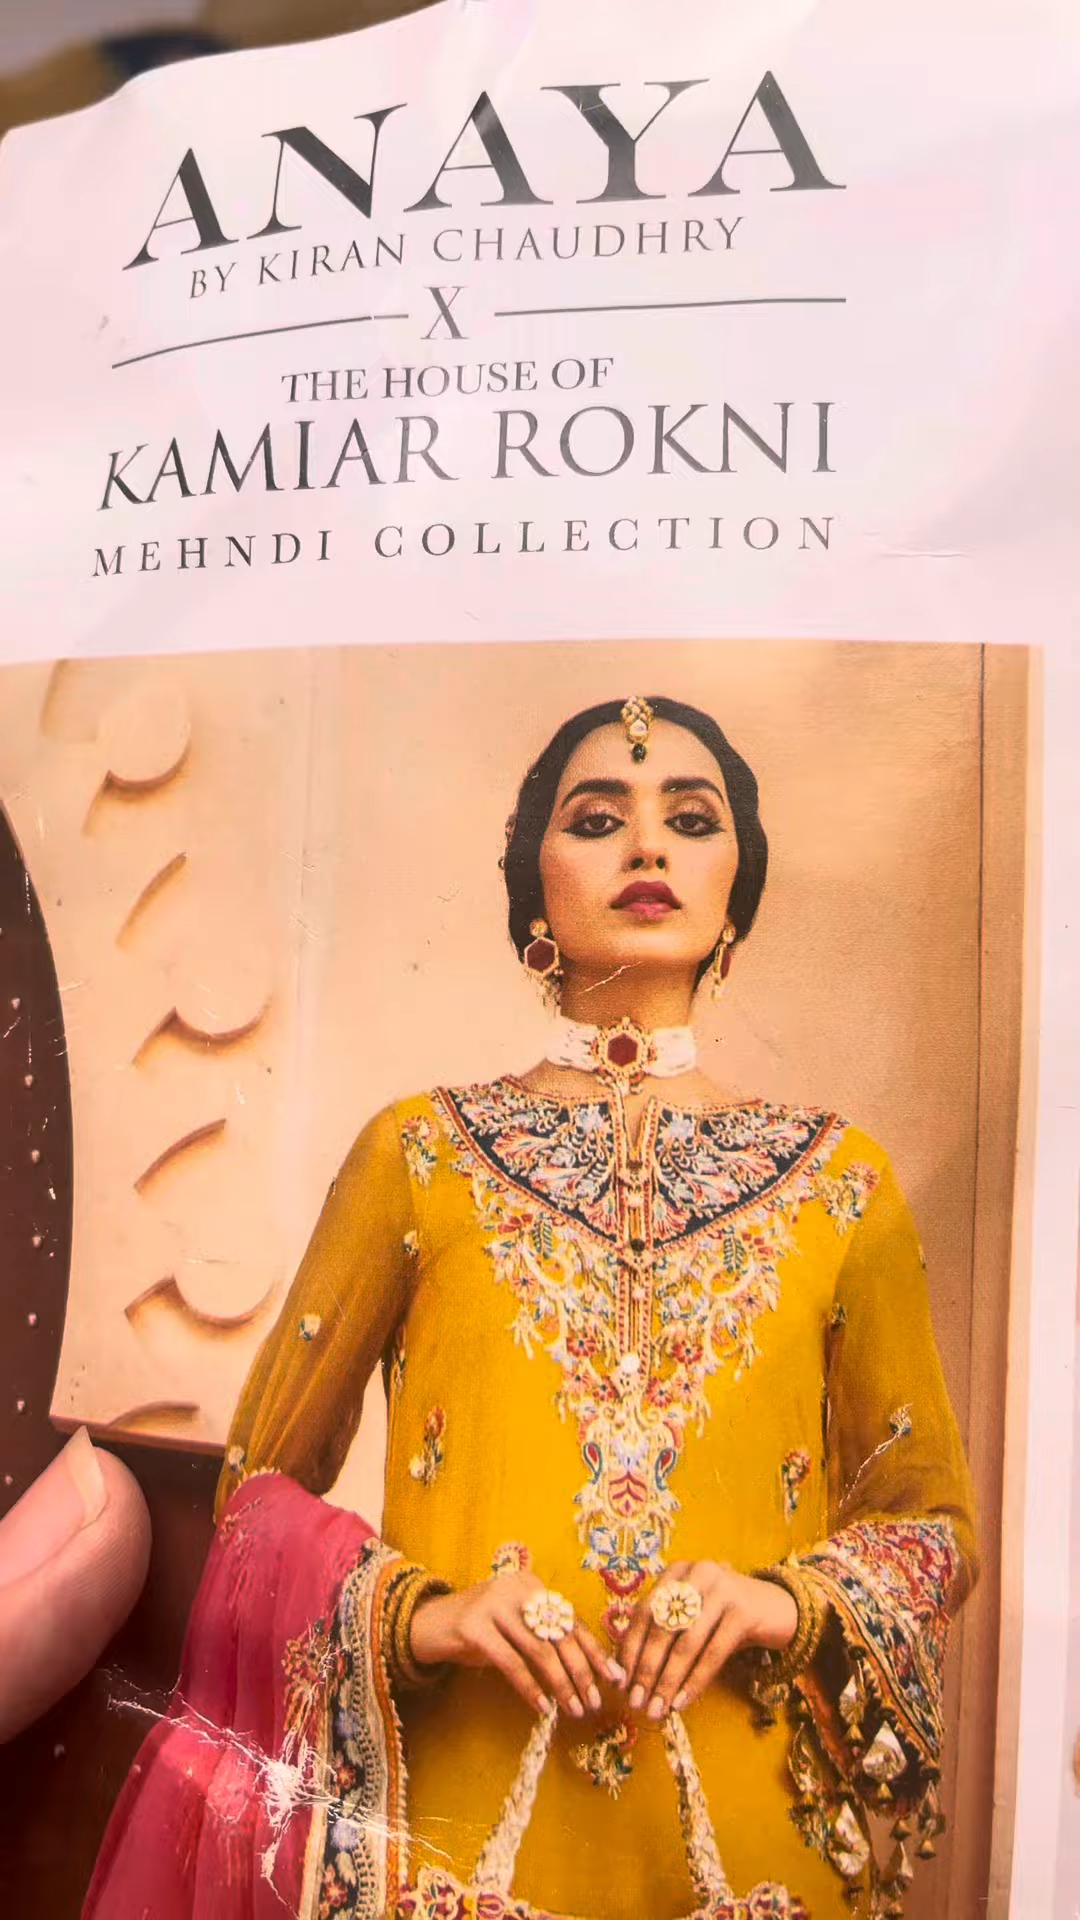 ANAYA
BY KIRAN CHAUDHRY
X
THE HOUSE OF
KAMIAR ROKNI
MEHNDI COLLECTION